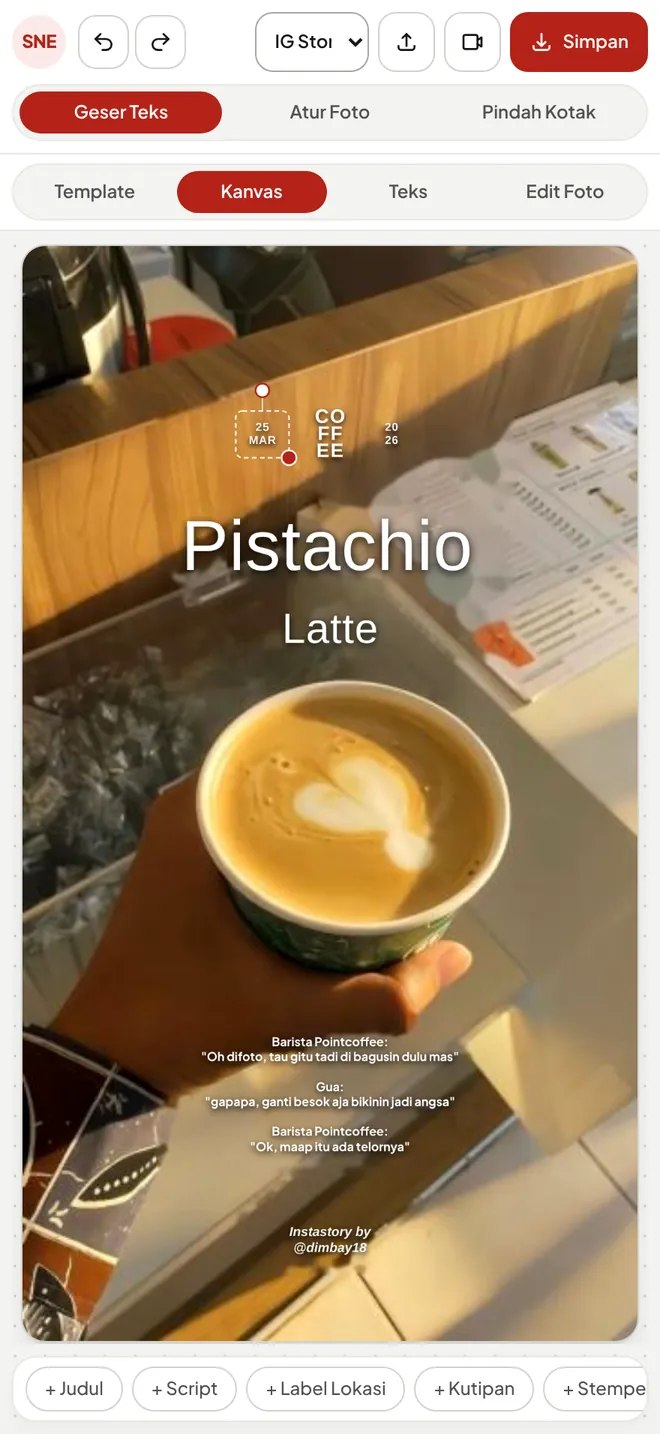 SNE
IG Stor
Simpan
Geser Teks
Atur Foto
Pindah Kotak
Template
Kanvas
Teks
Edit Foto
25
MAR
CO
FF
EE
20
26
Pistachio
Latte
Barista Pointcoffee:
"Oh difoto, tau gitu tadi di bagusin dulu mas"
Gua:
"gapapa, ganti besok aja bikinin jadi angsa"
Barista Pointcoffee:
"Ok, maap itu ada telornya"
Instastory by
@dimbay18
+ Judul
+ Script
+ Label Lokasi
+ Kutipan
+ Stempe